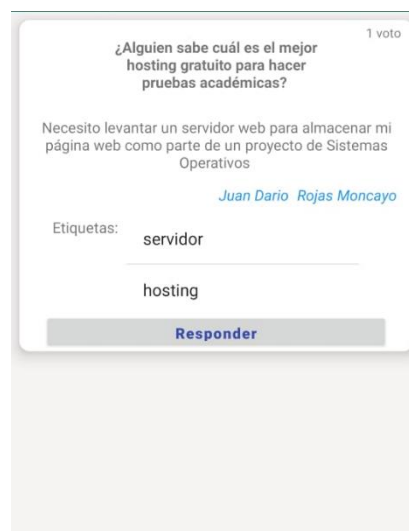 1 voto
¿Alguien sabe cuál es el mejor
hosting gratuito para hacer
pruebas académicas?
Necesito levantar un servidor web para almacenar mi
página web como parte de un proyecto de Sistemas
Operativos
Juan Dario Rojas Moncayo
Etiquetas:
servidor
hosting
Responder